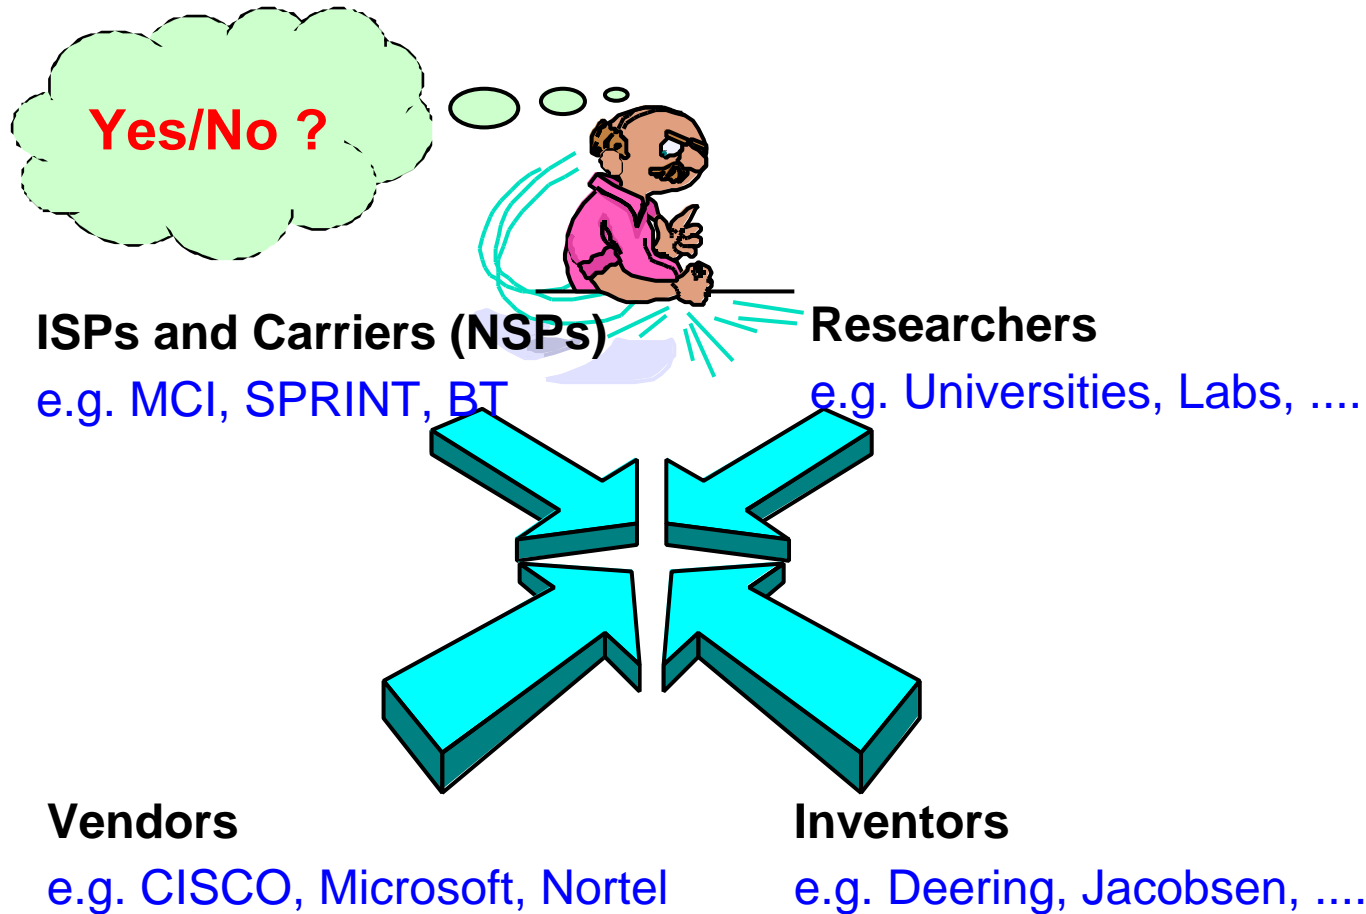 Yes/No ?
ISPs and Carriers (NSPs)
e.g. MCI, SPRINT, BT
Researchers
e.g. Universities, Labs, ....
Vendors
e.g. CISCO, Microsoft, Nortel
Inventors
e.g. Deering, Jacobsen, ....